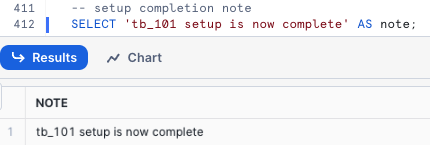 411 -- setup completion note
412 SELECT 'tb_101 setup is now complete' AS note;
Results Chart
NOTE
1 tb_101 setup is now complete